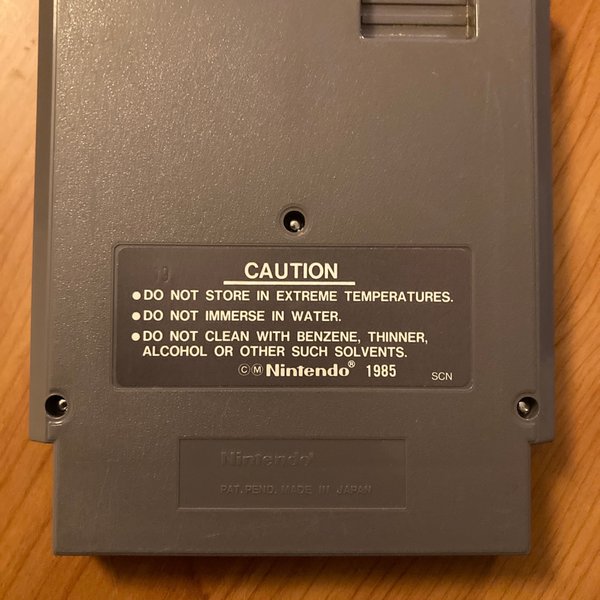 19
CAUTION
● DO NOT STORE IN EXTREME TEMPERATURES.
● DO NOT IMMERSE IN WATER.
● DO NOT CLEAN WITH BENZENE, THINNER,
ALCOHOL OR OTHER SUCH SOLVENTS.
©Ⓜ Nintendo® 1985
SCN
Nintendo®
PAT. PEND. MADE IN JAPAN